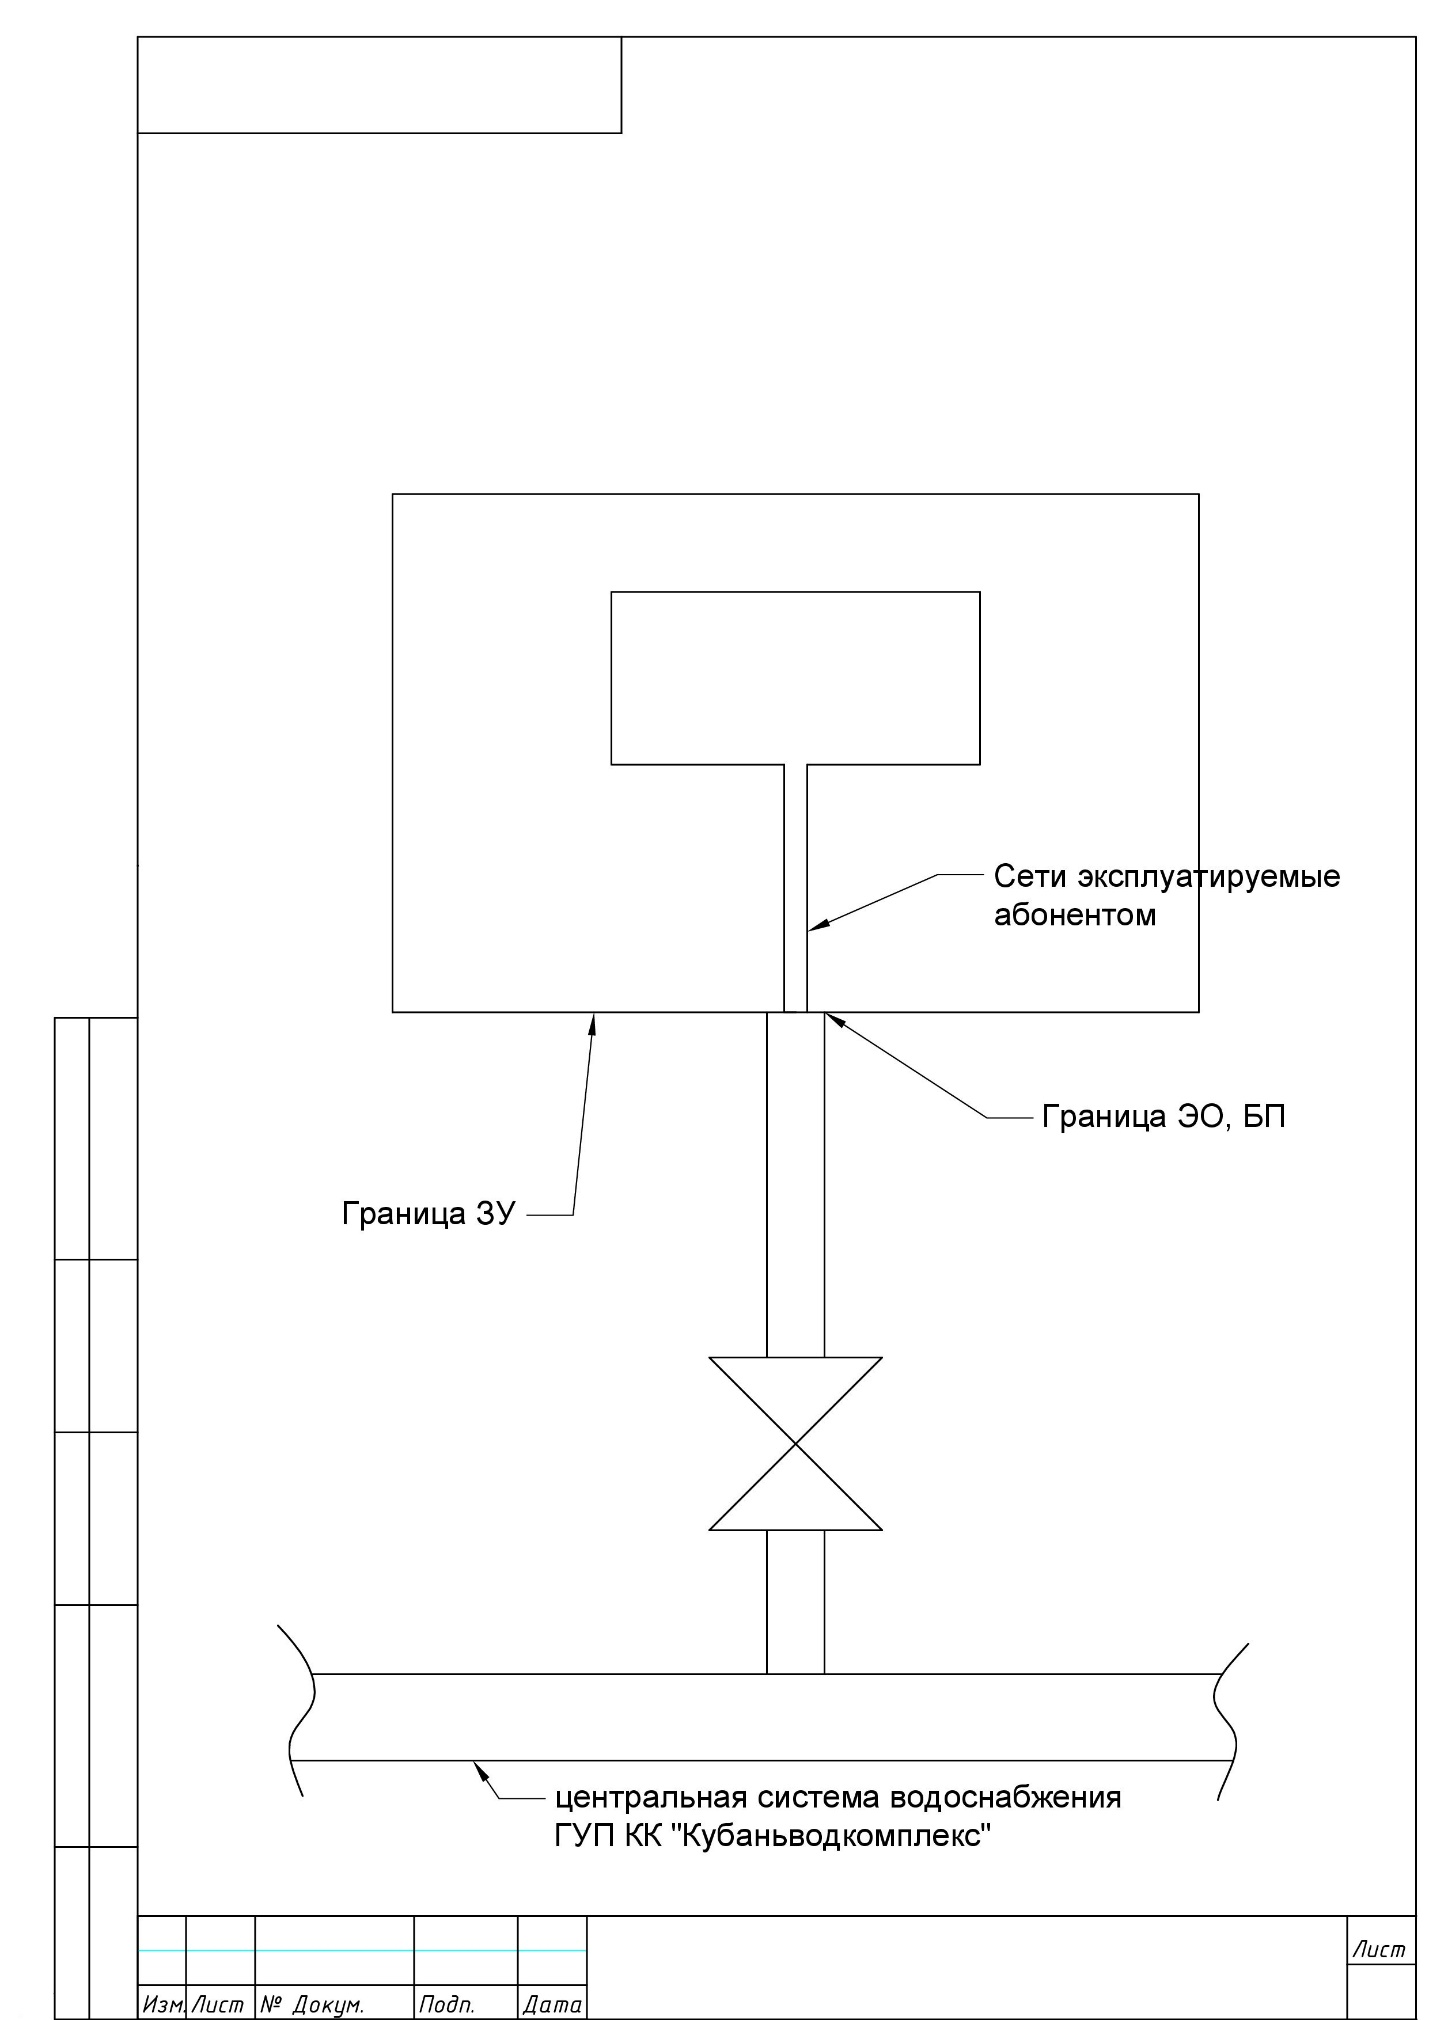 Сети эксплуатируемые
абонентом
Граница ЭО, БП
Граница ЗУ
центральная система водоснабжения
ГУП КК "Кубаньводкомплекс"
Лист
Изм. Лист № Докум. Подп. Дата